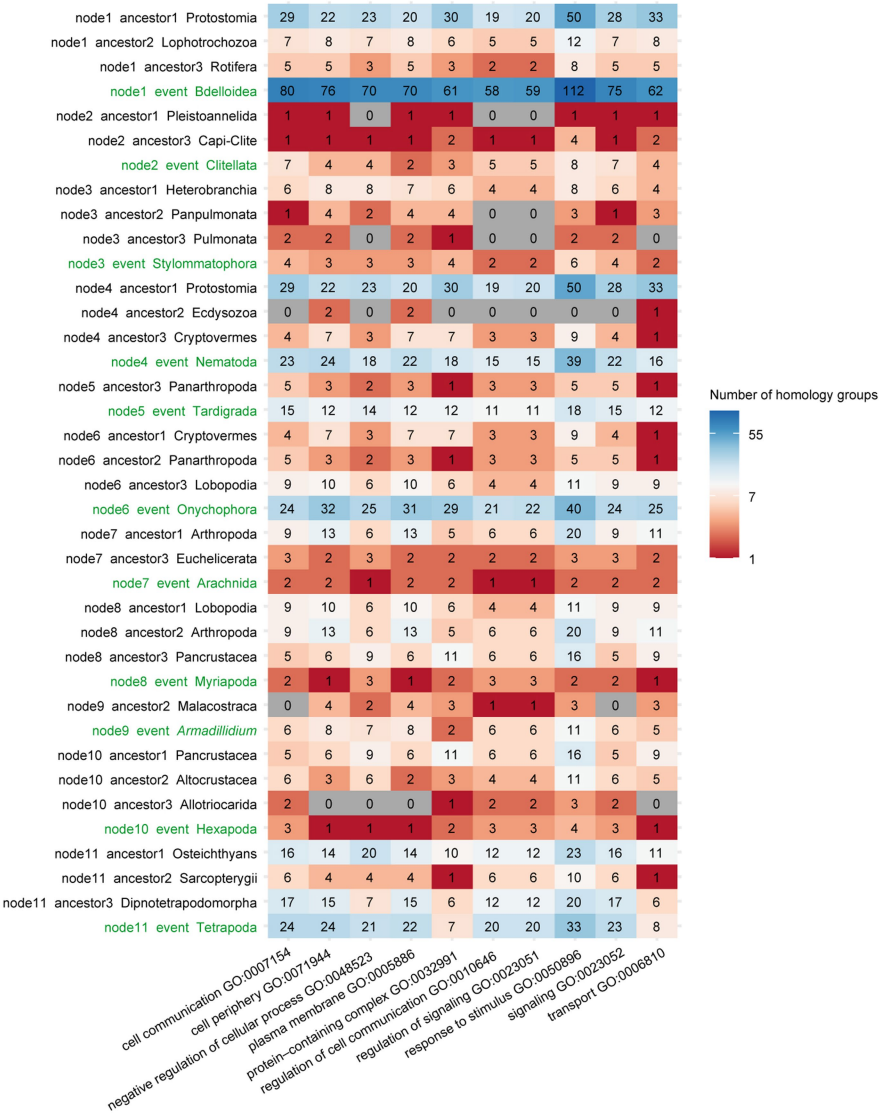 node1 ancestor1 Protostomia 29 22 23 20 30 19 20 50 28 33
node1 ancestor2 Lophotrochozoa 7 8 7 8 6 5 5 12 7 8
node1 ancestor3 Rotifera 5 5 3 5 3 2 2 8 5 5
node1 event Bdelloidea 80 76 70 70 61 58 59 112 75 62
node2 ancestor1 Pleistoannelida 1 1 0 1 1 0 0 1 1 1
node2 ancestor3 Capi-Clite 1 1 1 1 2 1 1 4 1 2
node2 event Clitellata 7 4 4 2 3 5 5 8 7 4
node3 ancestor1 Heterobranchia 6 8 8 7 6 4 4 8 6 4
node3 ancestor2 Panpulmonata 1 4 2 4 4 0 0 3 1 3
node3 ancestor3 Pulmonata 2 2 0 2 1 0 0 2 2 0
node3 event Stylommatophora 4 3 3 3 4 2 2 6 4 2
node4 ancestor1 Protostomia 29 22 23 20 30 19 20 50 28 33
node4 ancestor2 Ecdysozoa 0 2 0 2 0 0 0 0 0 1
node4 ancestor3 Cryptovermes 4 7 3 7 7 3 3 9 4 1
node4 event Nematoda 23 24 18 22 18 15 15 39 22 16
node5 ancestor3 Panarthropoda 5 3 2 3 1 3 3 5 5 1
node5 event Tardigrada 15 12 14 12 12 11 11 18 15 12
node6 ancestor1 Cryptovermes 4 7 3 7 7 3 3 9 4 1
node6 ancestor2 Panarthropoda 5 3 2 3 1 3 3 5 5 1
node6 ancestor3 Lobopodia 9 10 6 10 6 4 4 11 9 9
node6 event Onychophora 24 32 25 31 29 21 22 40 24 25
node7 ancestor1 Arthropoda 9 13 6 13 5 6 6 20 9 11
node7 ancestor3 Euchelicerata 3 2 3 2 2 2 2 3 3 2
node7 event Arachnida 2 2 1 2 2 1 1 2 2 2
node8 ancestor1 Lobopodia 9 10 6 10 6 4 4 11 9 9
node8 ancestor2 Arthropoda 9 13 6 13 5 6 6 20 9 11
node8 ancestor3 Pancrustacea 5 6 9 6 11 6 6 16 5 9
node8 event Myriapoda 2 1 3 1 2 3 3 2 2 1
node9 ancestor2 Malacostraca 0 4 2 4 3 1 1 3 0 3
node9 event Armadillidium 6 8 7 8 2 6 6 11 6 5
node10 ancestor1 Pancrustacea 5 6 9 6 11 6 6 16 5 9
node10 ancestor2 Altocrustacea 6 3 6 2 3 4 4 11 6 5
node10 ancestor3 Allotriocarida 2 0 0 0 1 2 2 3 2 0
node10 event Hexapoda 3 1 1 1 2 3 3 4 3 1
node11 ancestor1 Osteichthyans 16 14 20 14 10 12 12 23 16 11
node11 ancestor2 Sarcopterygii 6 4 4 4 1 6 6 10 6 1
node11 ancestor3 Dipnotetrapodomorpha 17 15 7 15 6 12 12 20 17 6
node11 event Tetrapoda 24 24 21 22 7 20 20 33 23 8
cell communication GO:0007154
cell periphery GO:0071944
negative regulation of cellular process GO:0048523
plasma membrane GO:0005886
protein−containing complex GO:0032991
regulation of cell communication GO:0010646
regulation of signaling GO:0023051
response to stimulus GO:0050896
signaling GO:0023052
transport GO:0006810
Number of homology groups
55
7
1